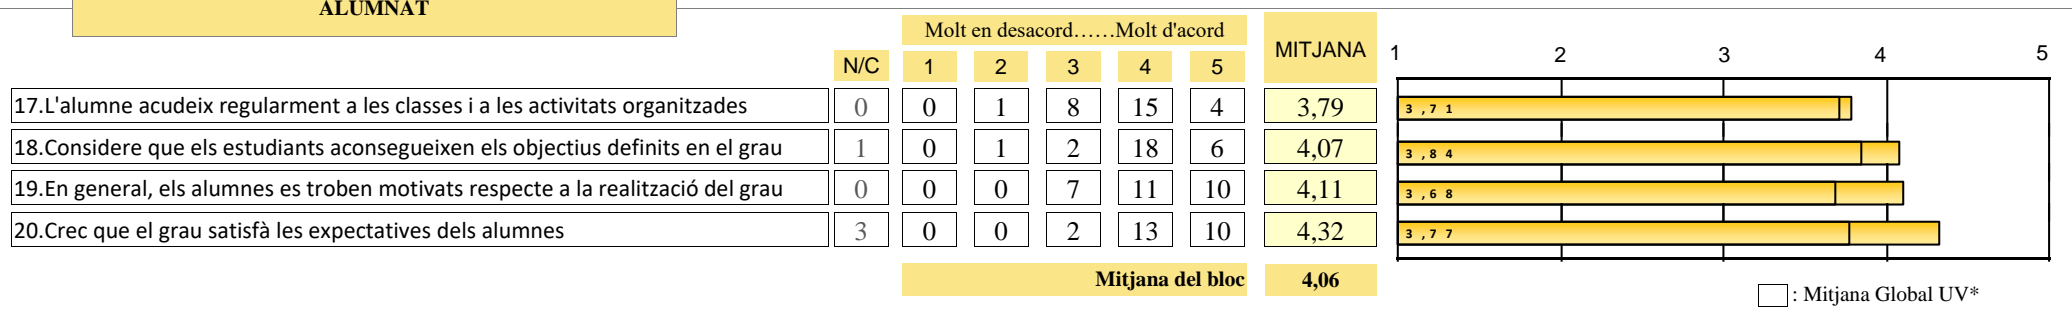 ALUMNAT
Molt en desacord……Molt d'acord
MITJANA
N/C 1 2 3 4 5
1 2 3 4 5
17.L'alumne acudeix regularment a les classes i a les activitats organitzades 0 0 1 8 15 4 3,79 3,71
18.Considere que els estudiants aconsegueixen els objectius definits en el grau 1 0 1 2 18 6 4,07 3,84
19.En general, els alumnes es troben motivats respecte a la realització del grau 0 0 0 7 11 10 4,11 3,68
20.Crec que el grau satisfà les expectatives dels alumnes 3 0 0 2 13 10 4,32 3,77
Mitjana del bloc 4,06
: Mitjana Global UV*